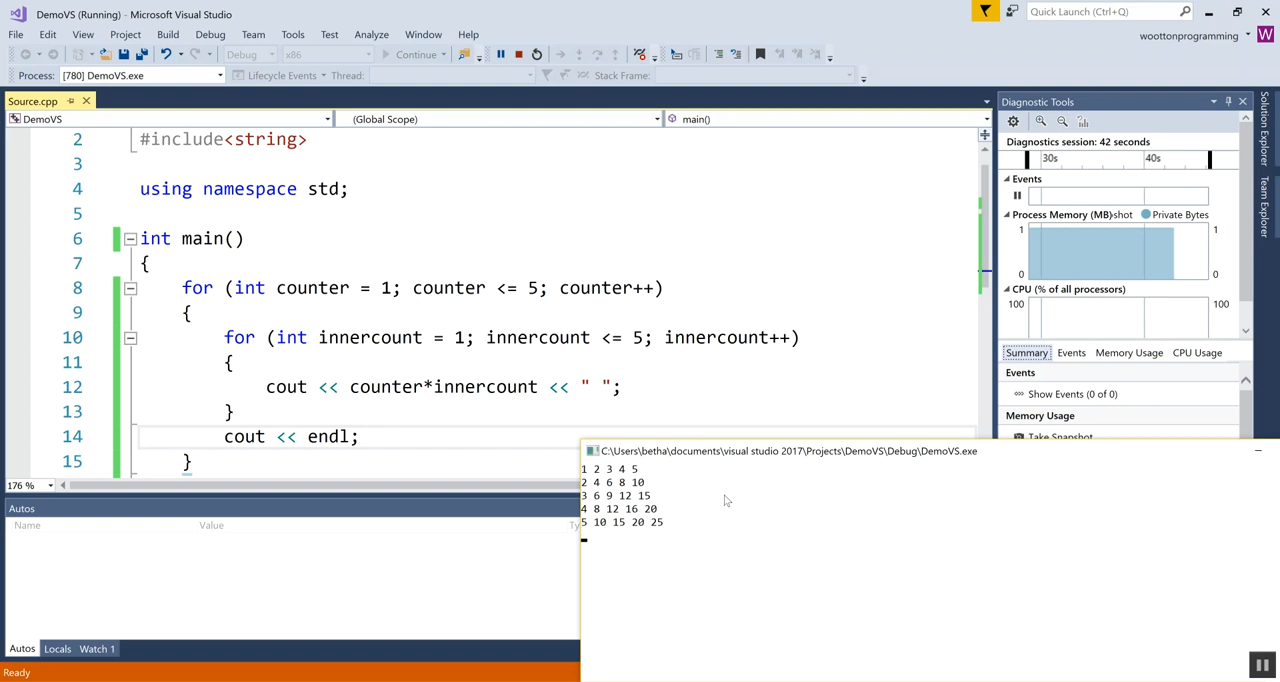 DemoVS (Running) - Microsoft Visual Studio
Quick Launch (Ctrl+Q)
File Edit View Project Build Debug Team Tools Test Analyze Window Help
woottonprogramming W
Debug x86 Continue
Process: [780] DemoVS.exe Lifecycle Events Thread: Stack Frame:
Source.cpp
DemoVS (Global Scope) main()
2 #include<string>
3
4 using namespace std;
5
6 int main()
7 {
8 for (int counter = 1; counter <= 5; counter++)
9 {
10 for (int innercount = 1; innercount <= 5; innercount++)
11 {
12 cout << counter*innercount << " ";
13 }
14 cout << endl;
15 }
176 %
Diagnostic Tools
Diagnostics session: 42 seconds
30s 40s
Events
Process Memory (MB) shot Private Bytes
1 1
0 0
CPU (% of all processors)
100 100
Summary Events Memory Usage CPU Usage
Events
Show Events (0 of 0)
Memory Usage
Take Snapshot
Solution Explorer
Team Explorer
Autos
Name Value Ty
Autos Locals Watch 1
Ready
C:\Users\betha\documents\visual studio 2017\Projects\DemoVS\Debug\DemoVS.exe
1 2 3 4 5
2 4 6 8 10
3 6 9 12 15
4 8 12 16 20
5 10 15 20 25